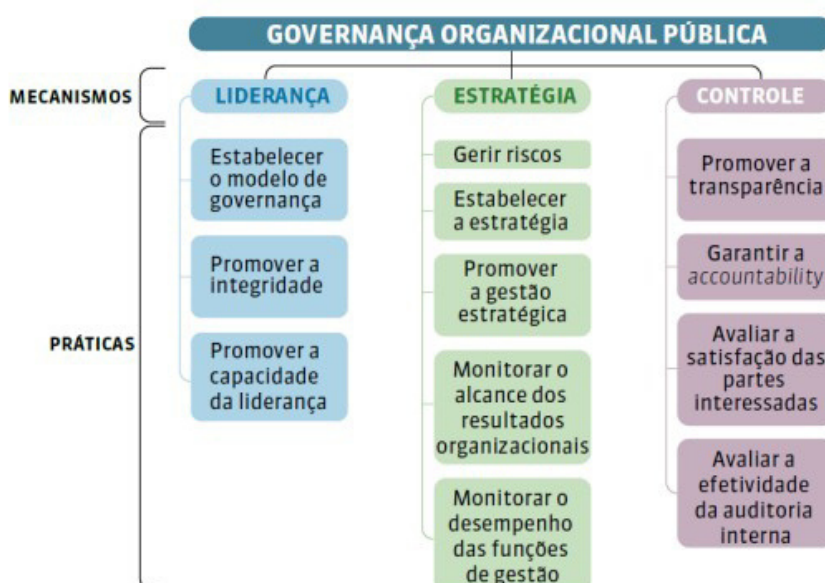 GOVERNANÇA ORGANIZACIONAL PÚBLICA
MECANISMOS
LIDERANÇA
ESTRATÉGIA
CONTROLE
PRÁTICAS
Estabelecer
o modelo de
governança
Promover a
integridade
Promover a
capacidade
da liderança
Gerir riscos
Estabelecer
a estratégia
Promover
a gestão
estratégica
Monitorar o
alcance dos
resultados
organizacionais
Monitorar o
desempenho
das funções
de gestão
Promover a
transparência
Garantir a
accountability
Avaliar a
satisfação das
partes
interessadas
Avaliar a
efetividade
da auditoria
interna